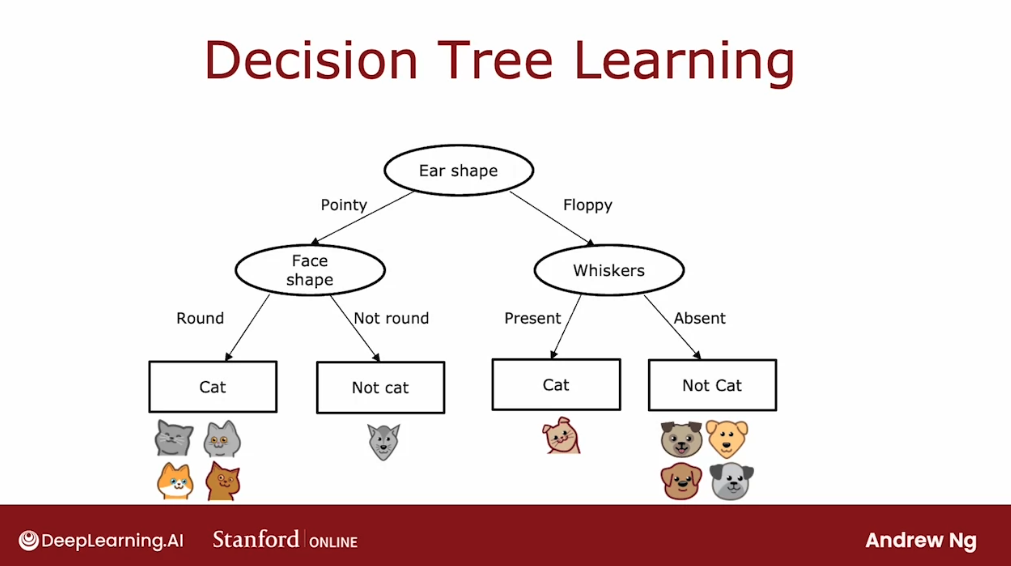 Decision Tree Learning
Ear shape
Pointy
Floppy
Face
shape
Whiskers
Round
Not round
Present
Absent
Cat
Not cat
Cat
Not Cat
DeepLearning.AI
Stanford | ONLINE
Andrew Ng